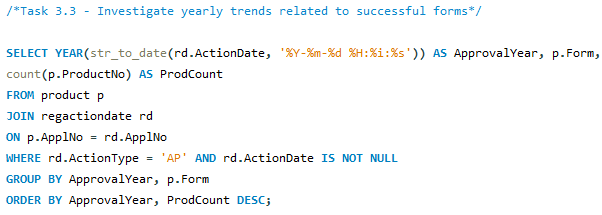 /*Task 3.3 - Investigate yearly trends related to successful forms*/
SELECT YEAR(str_to_date(rd.ActionDate, '%Y-%m-%d %H:%i:%s')) AS ApprovalYear, p.Form,
count(p.ProductNo) AS ProdCount
FROM product p
JOIN regactiondate rd
ON p.ApplNo = rd.ApplNo
WHERE rd.ActionType = 'AP' AND rd.ActionDate IS NOT NULL
GROUP BY ApprovalYear, p.Form
ORDER BY ApprovalYear, ProdCount DESC;